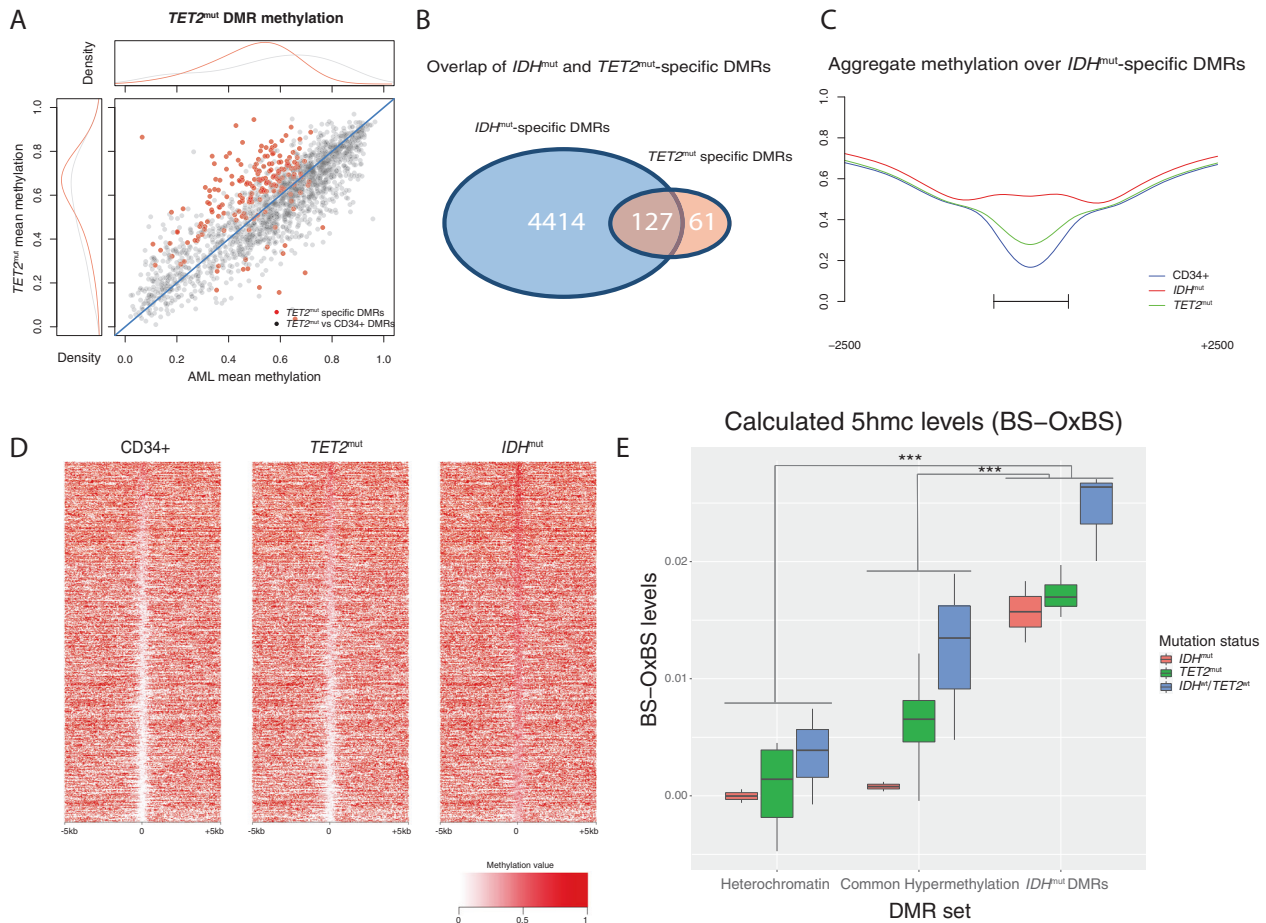 A
TET2mut DMR methylation
Density
TET2mut mean methylation
1.0
0.8
0.6
0.4
0.2
0.0
TET2mut specific DMRs
TET2mut vs CD34+ DMRs
Density
0.0 0.2 0.4 0.6 0.8 1.0
AML mean methylation
B
Overlap of IDHmut and TET2mut-specific DMRs
IDHmut-specific DMRs
TET2mut specific DMRs
4414 127 61
C
Aggregate methylation over IDHmut-specific DMRs
1.0
0.8
0.6
0.4
0.2
0.0
CD34+
IDHmut
TET2mut
−2500 +2500
D
CD34+ TET2mut IDHmut
-5kb 0 +5kb -5kb 0 +5kb -5kb 0 +5kb
Methylation value
0 0.5 1
E
Calculated 5hmc levels (BS−OxBS)
*** 
***
BS−OxBS levels
0.02
0.01
0.00
Heterochromatin Common Hypermethylation IDHmut DMRs
DMR set
Mutation status
IDHmut
TET2mut
IDHwt/TET2wt